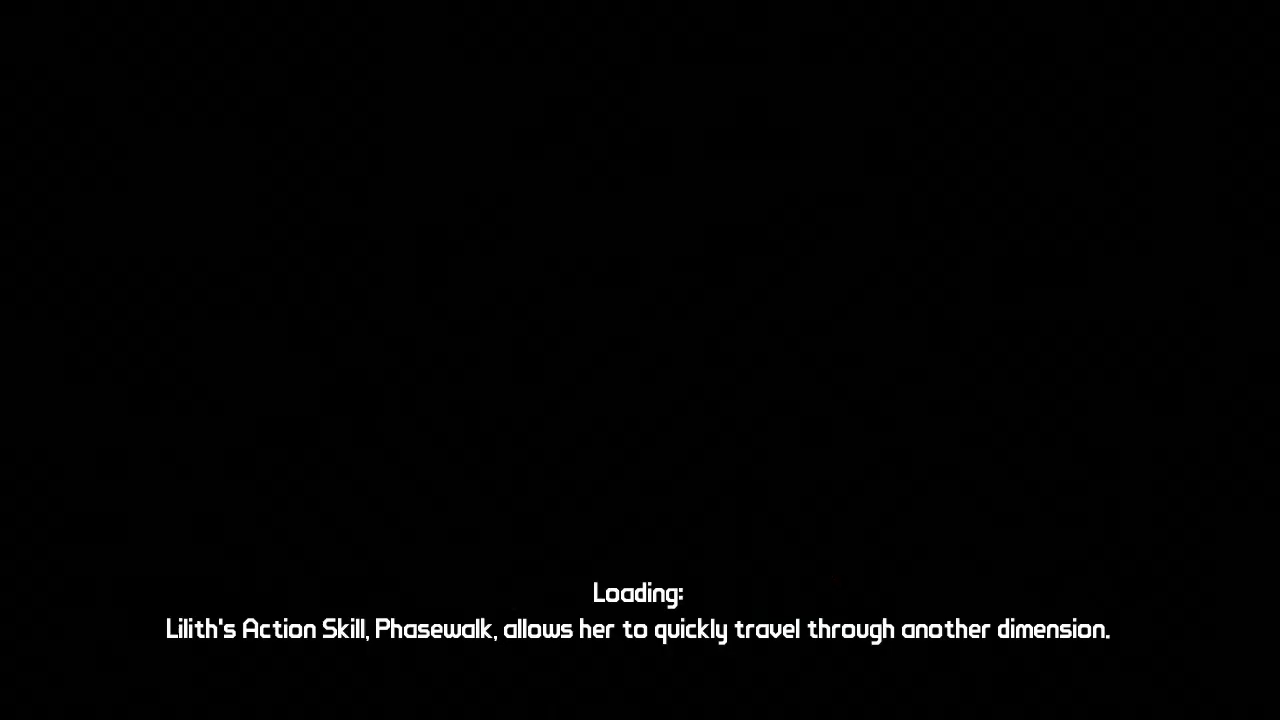 Loading:
Lilith's Action Skill, Phasewalk, allows her to quickly travel through another dimension.